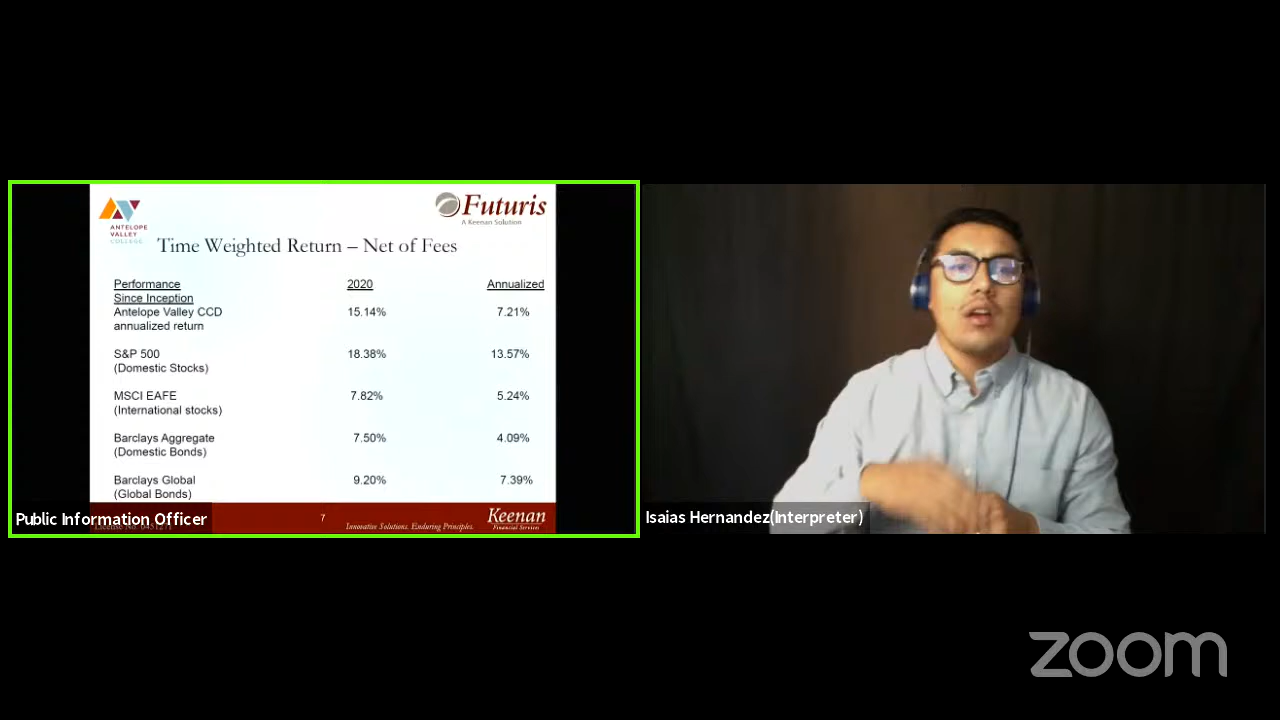 ANTELOPE
VALLEY
COLLEGE
Futuris
A Keenan Solution
Time Weighted Return – Net of Fees
Performance 2020 Annualized
Since Inception
Antelope Valley CCD 15.14% 7.21%
annualized return
S&P 500 18.38% 13.57%
(Domestic Stocks)
MSCI EAFE 7.82% 5.24%
(International stocks)
Barclays Aggregate 7.50% 4.09%
(Domestic Bonds)
Barclays Global 9.20% 7.39%
(Global Bonds)
Public Information Officer
7
Innovative Solutions. Enduring Principles.
Keenan
Financial Services
Isaias Hernandez(Interpreter)
zoom